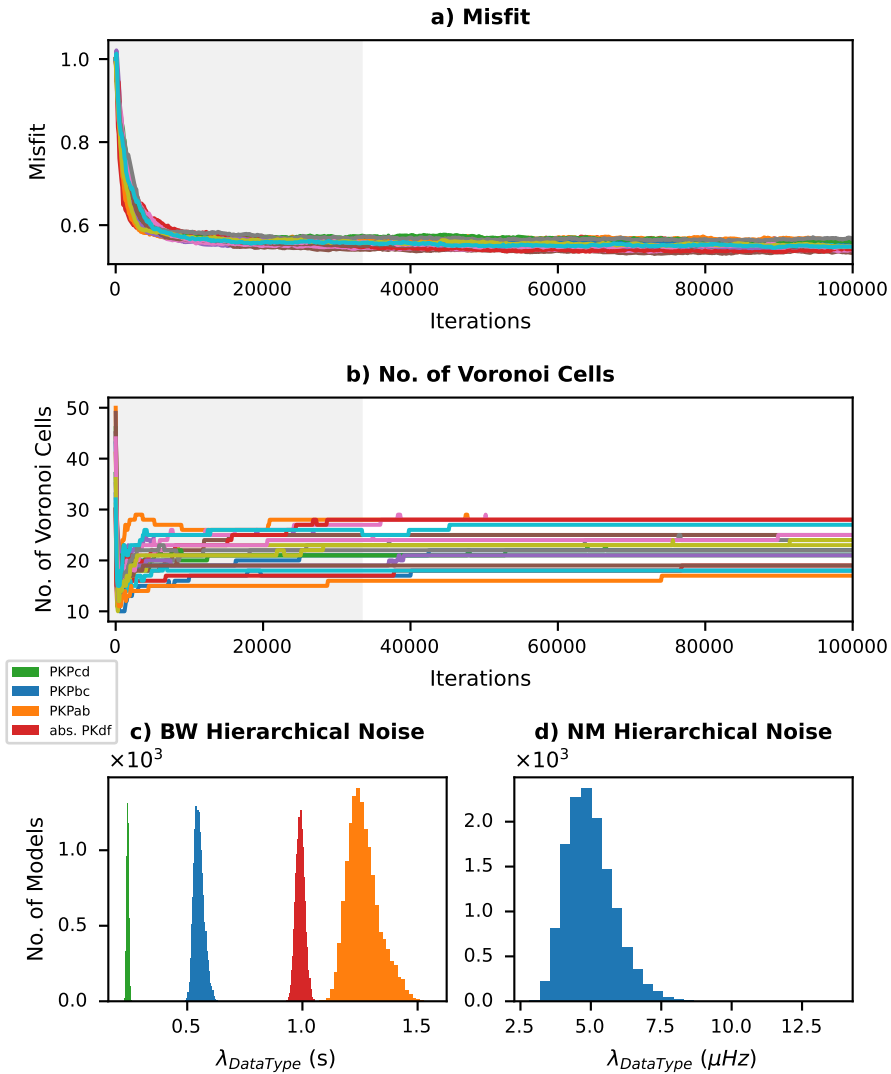 a) Misfit
1.0
0.8
0.6
Misfit
0 20000 40000 60000 80000 100000
Iterations
b) No. of Voronoi Cells
50
40
30
20
10
No. of Voronoi Cells
0 20000 40000 60000 80000 100000
Iterations
PKPcd
PKPbc
PKPab
abs. PKdf
c) BW Hierarchical Noise
×10³
1.0
0.5
0.0
No. of Models
0.5 1.0 1.5
λDataType (s)
d) NM Hierarchical Noise
×10³
2.0
1.5
1.0
0.5
0.0
2.5 5.0 7.5 10.0 12.5
λDataType (μHz)